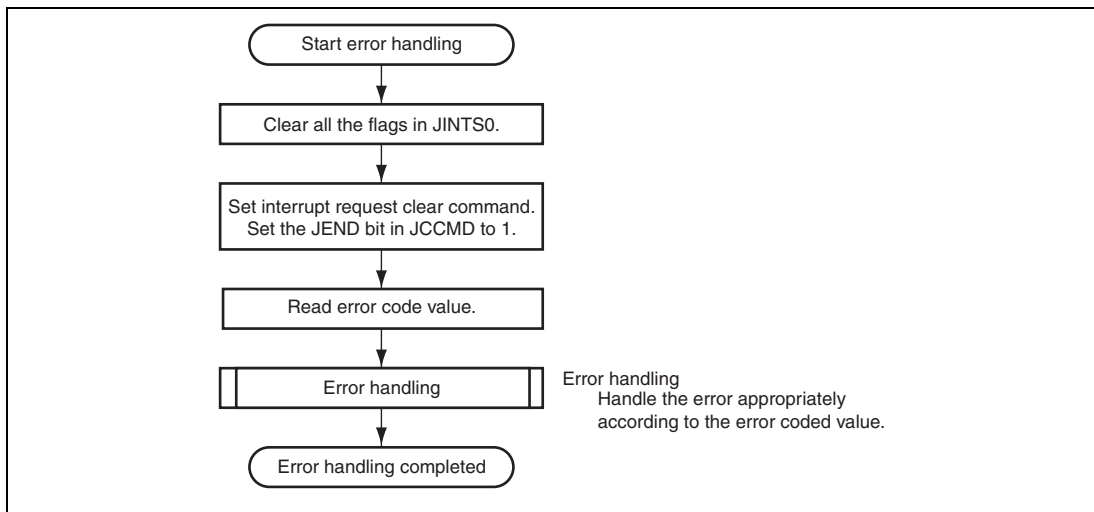 Start error handling
Clear all the flags in JINTS0.
Set interrupt request clear command.
Set the JEND bit in JCCMD to 1.
Read error code value.
Error handling
Error handling
Handle the error appropriately
according to the error coded value.
Error handling completed